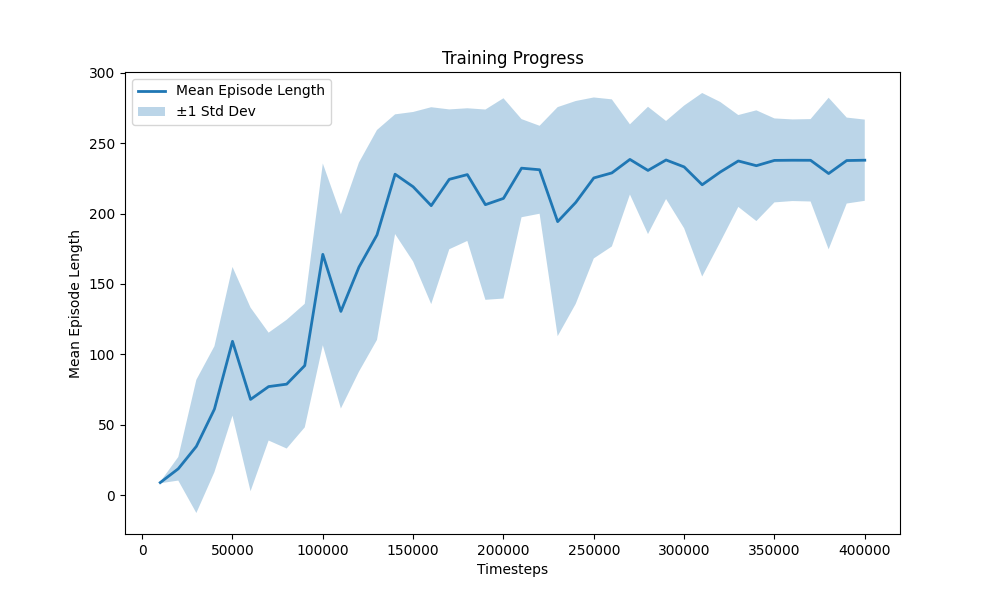 Training Progress
Mean Episode Length
±1 Std Dev
Mean Episode Length
300
250
200
150
100
50
0
0 50000 100000 150000 200000 250000 300000 350000 400000
Timesteps